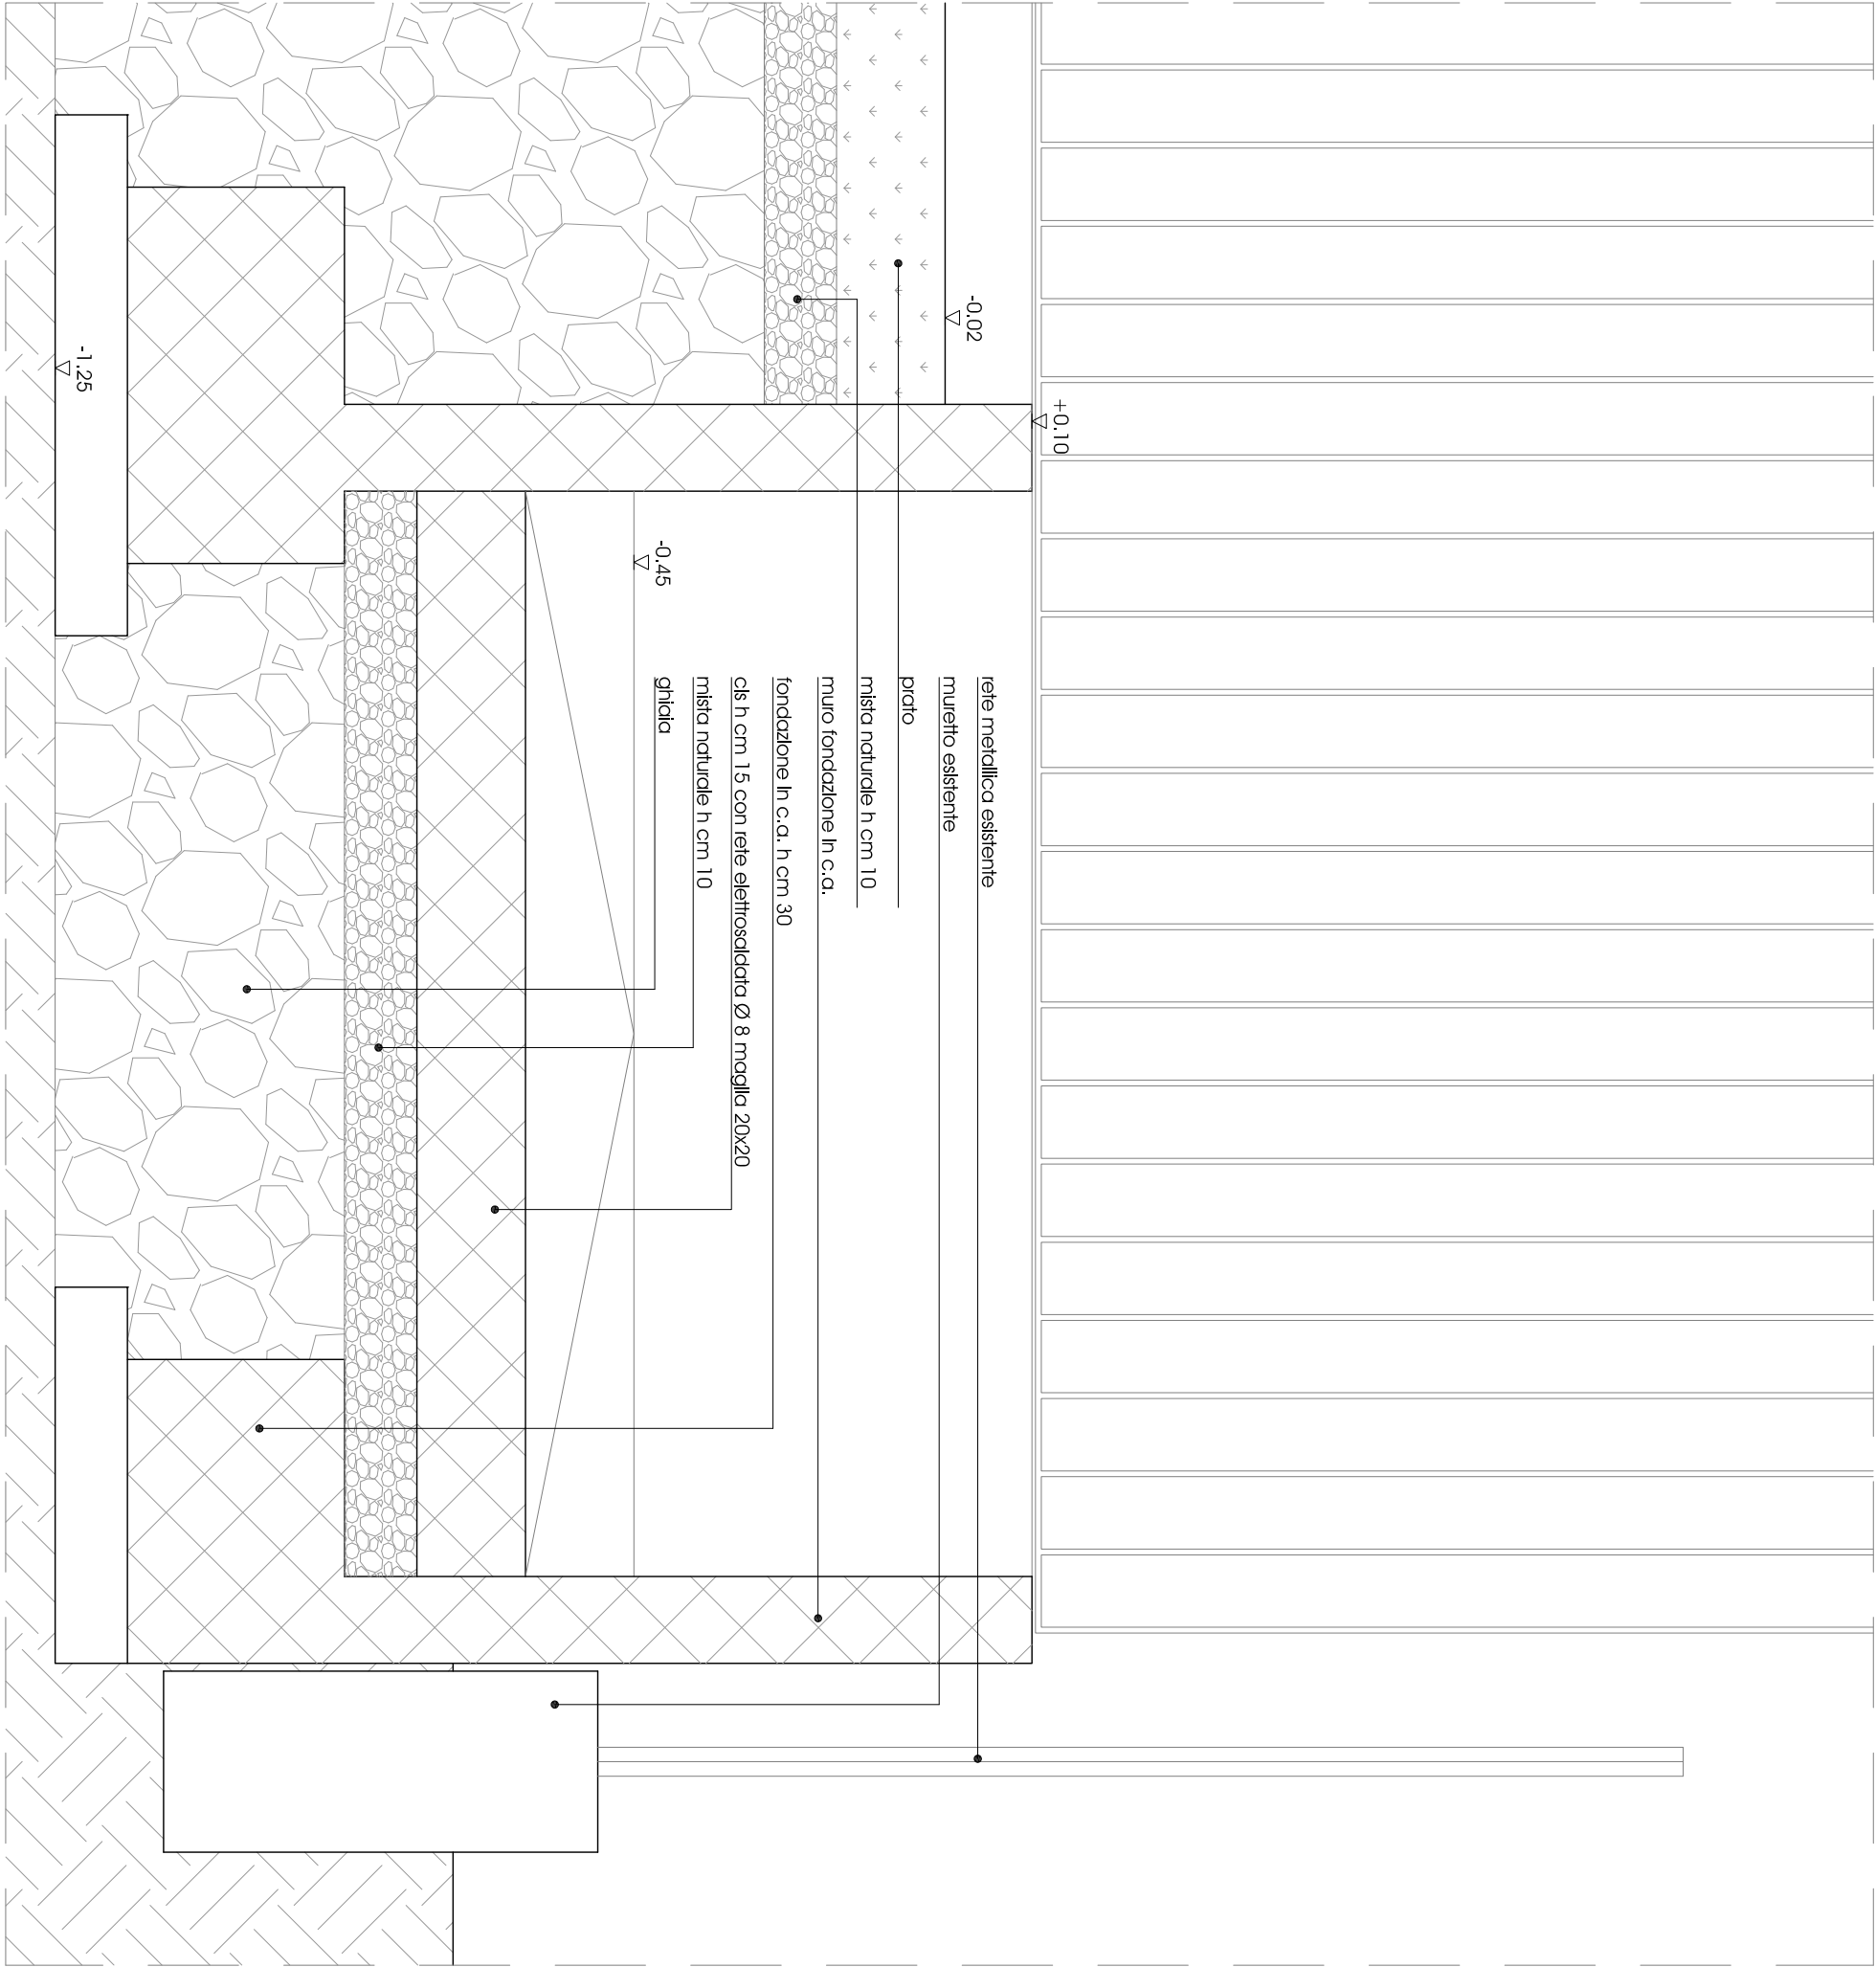 +0.10
-0.02
-0.45
-1.25
rete metallica esistente
muretto esistente
prato
mista naturale h cm 10
muro fondazione in c.a.
fondazione in c.a. h cm 30
cls h cm 15 con rete elettrosaldata Ø 8 maglia 20x20
mista naturale h cm 10
ghiaia